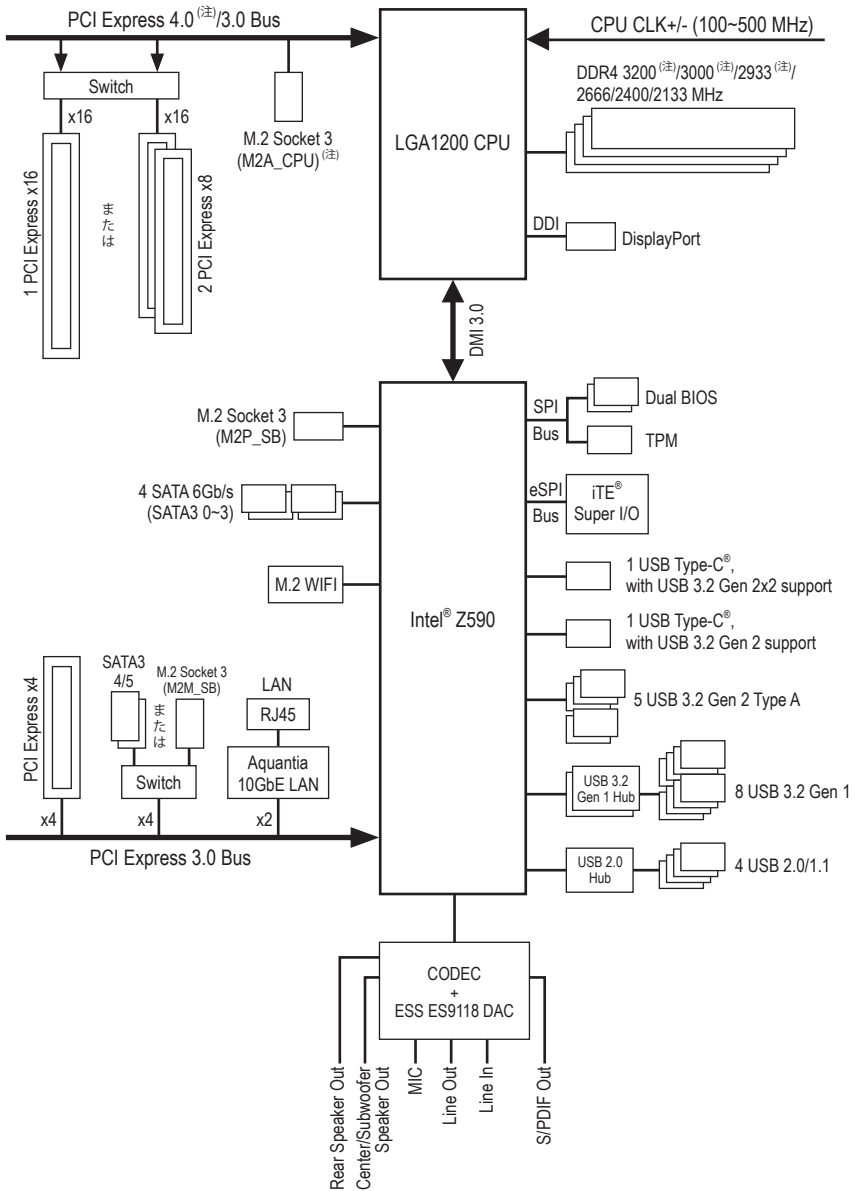 PCI Express 4.0 (注)/3.0 Bus
CPU CLK+/- (100~500 MHz)
Switch
x16
x16
1 PCI Express x16
または
2 PCI Express x8
M.2 Socket 3
(M2A_CPU) (注)
LGA1200 CPU
DDR4 3200 (注)/3000 (注)/2933 (注)/
2666/2400/2133 MHz
DDI
DisplayPort
DMI 3.0
M.2 Socket 3
(M2P_SB)
4 SATA 6Gb/s
(SATA3 0~3)
M.2 WIFI
Intel® Z590
SPI
Bus
Dual BIOS
TPM
eSPI
Bus
iTE®
Super I/O
1 USB Type-C®,
with USB 3.2 Gen 2x2 support
1 USB Type-C®,
with USB 3.2 Gen 2 support
5 USB 3.2 Gen 2 Type A
USB 3.2
Gen 1 Hub
8 USB 3.2 Gen 1
USB 2.0
Hub
4 USB 2.0/1.1
PCI Express x4
x4
SATA3
4/5
または
M.2 Socket 3
(M2M_SB)
Switch
x4
LAN
RJ45
Aquantia
10GbE LAN
x2
PCI Express 3.0 Bus
CODEC
+
ESS ES9118 DAC
Rear Speaker Out
Center/Subwoofer
Speaker Out
MIC
Line Out
Line In
S/PDIF Out